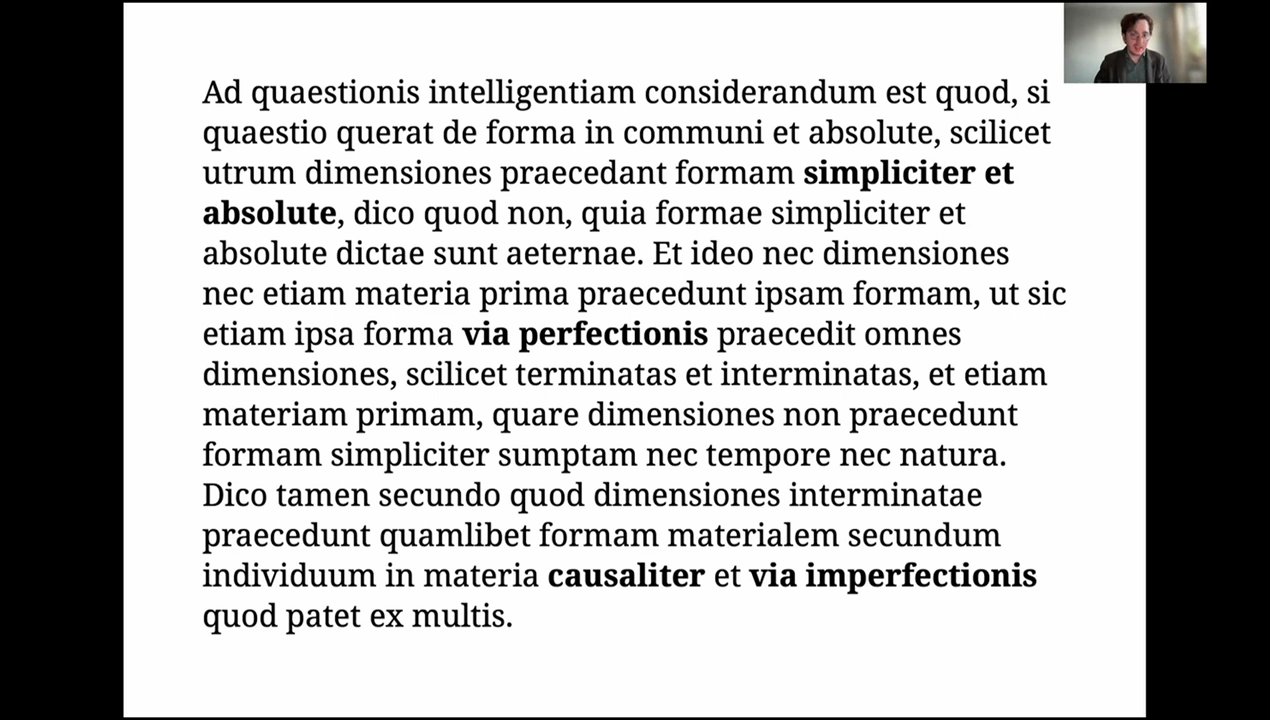 Ad quaestionis intelligentiam considerandum est quod, si
quaestio querat de forma in communi et absolute, scilicet
utrum dimensiones praecedant formam simpliciter et
absolute, dico quod non, quia formae simpliciter et
absolute dictae sunt aeternae. Et ideo nec dimensiones
nec etiam materia prima praecedunt ipsam formam, ut sic
etiam ipsa forma via perfectionis praecedit omnes
dimensiones, scilicet terminatas et interminatas, et etiam
materiam primam, quare dimensiones non praecedunt
formam simpliciter sumptam nec tempore nec natura.
Dico tamen secundo quod dimensiones interminatae
praecedunt quamlibet formam materialem secundum
individuum in materia causaliter et via imperfectionis
quod patet ex multis.